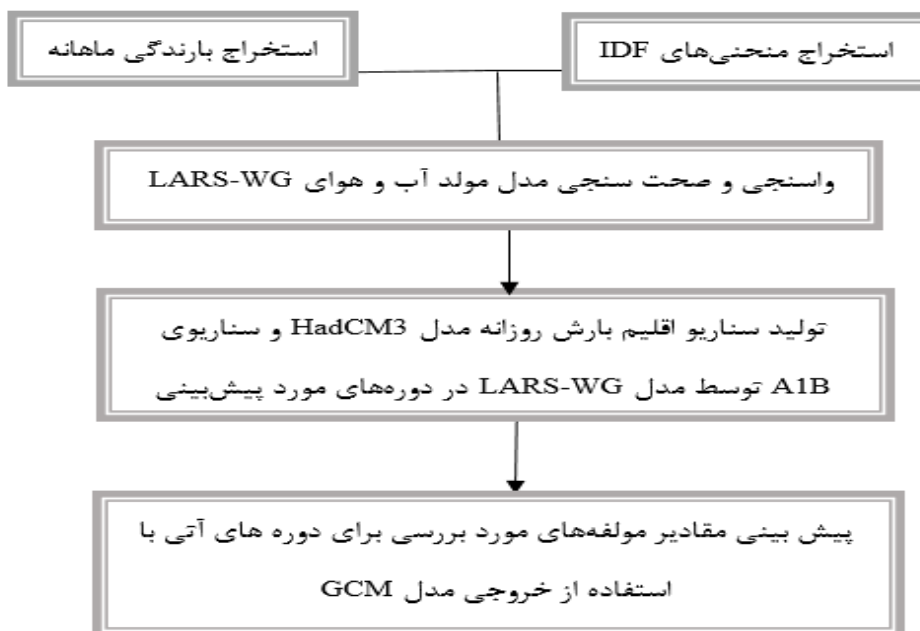 استخراج منحنی‌های IDF
استخراج بارندگی ماهانه
واسنجی و صحت سنجی مدل مولد آب و هوای LARS-WG
تولید سناریو اقلیم بارش روزانه مدل HadCM3 و سناریوی
A1B توسط مدل LARS-WG در دوره‌های مورد پیش‌بینی
پیش بینی مقادیر مولفه‌های مورد بررسی برای دوره های آتی با
استفاده از خروجی مدل GCM